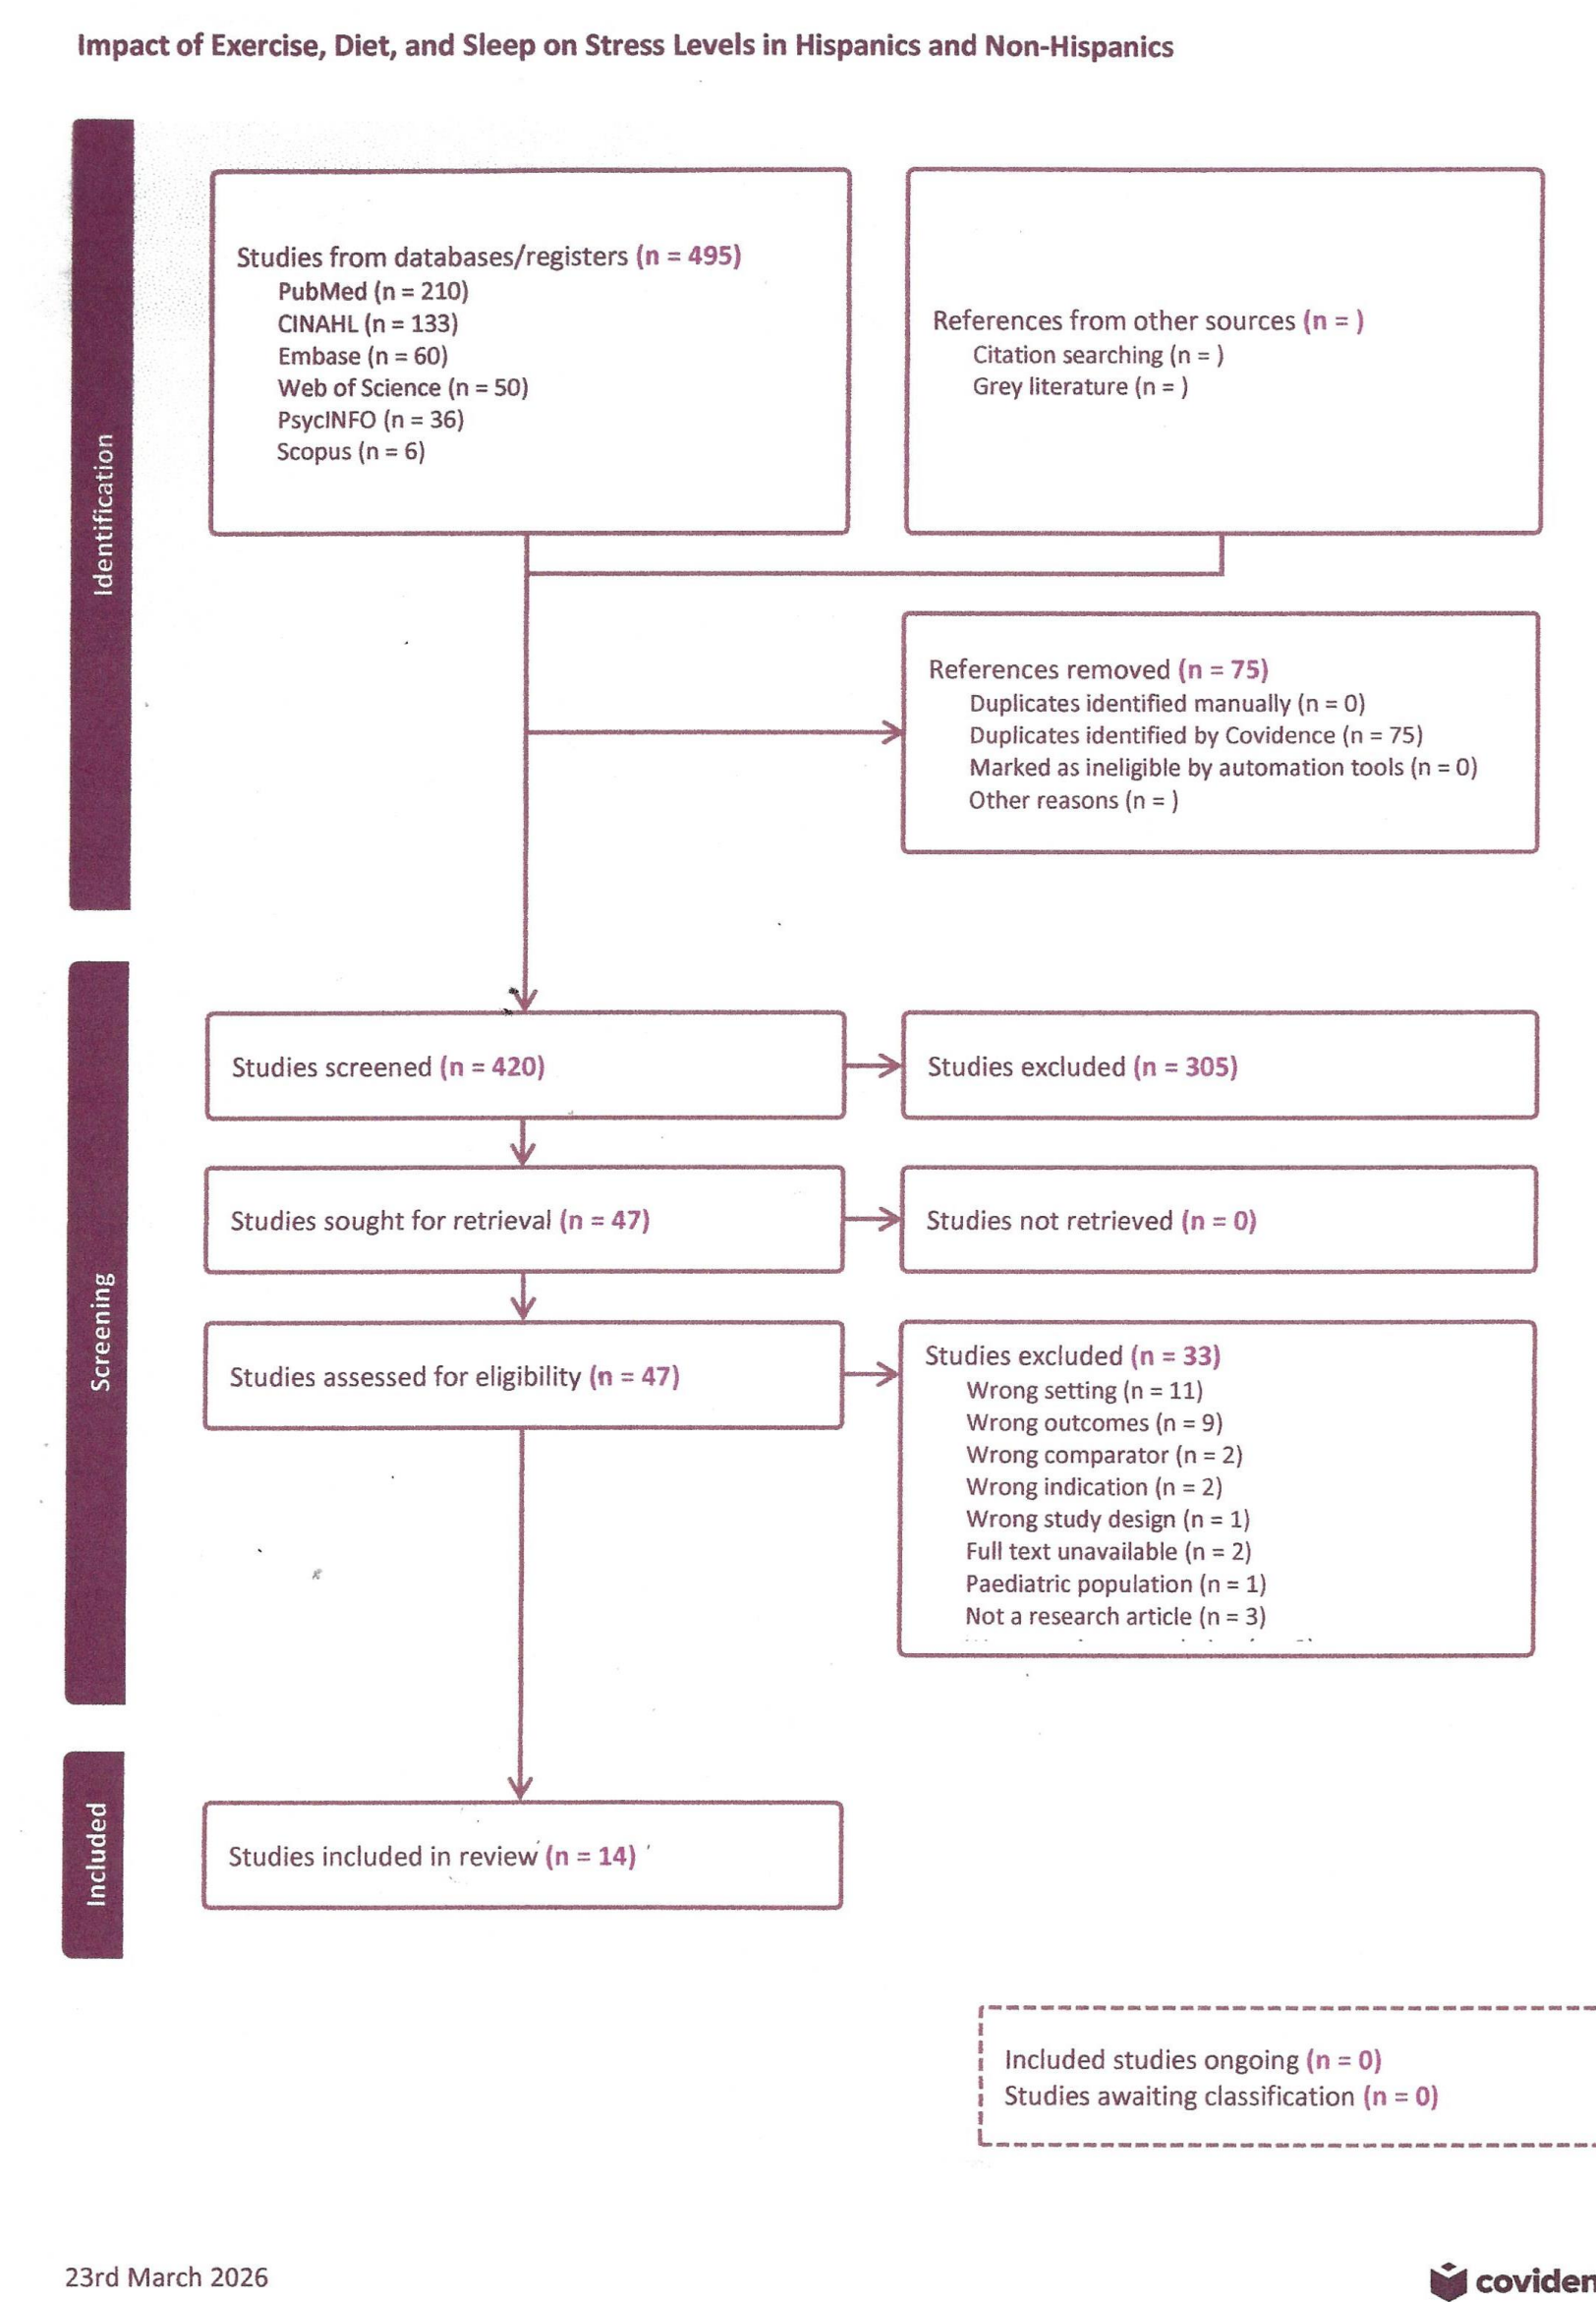 Impact of Exercise, Diet, and Sleep on Stress Levels in Hispanics and Non-Hispanics
Identification
Studies from databases/registers (n = 495)
PubMed (n = 210)
CINAHL (n = 133)
Embase (n = 60)
Web of Science (n = 50)
PsycINFO (n = 36)
Scopus (n = 6)
References from other sources (n = )
Citation searching (n = )
Grey literature (n = )
References removed (n = 75)
Duplicates identified manually (n = 0)
Duplicates identified by Covidence (n = 75)
Marked as ineligible by automation tools (n = 0)
Other reasons (n = )
Screening
Studies screened (n = 420)
Studies excluded (n = 305)
Studies sought for retrieval (n = 47)
Studies not retrieved (n = 0)
Studies assessed for eligibility (n = 47)
Studies excluded (n = 33)
Wrong setting (n = 11)
Wrong outcomes (n = 9)
Wrong comparator (n = 2)
Wrong indication (n = 2)
Wrong study design (n = 1)
Full text unavailable (n = 2)
Paediatric population (n = 1)
Not a research article (n = 3)
Included
Studies included in review (n = 14)
Included studies ongoing (n = 0)
Studies awaiting classification (n = 0)
23rd March 2026
coviden